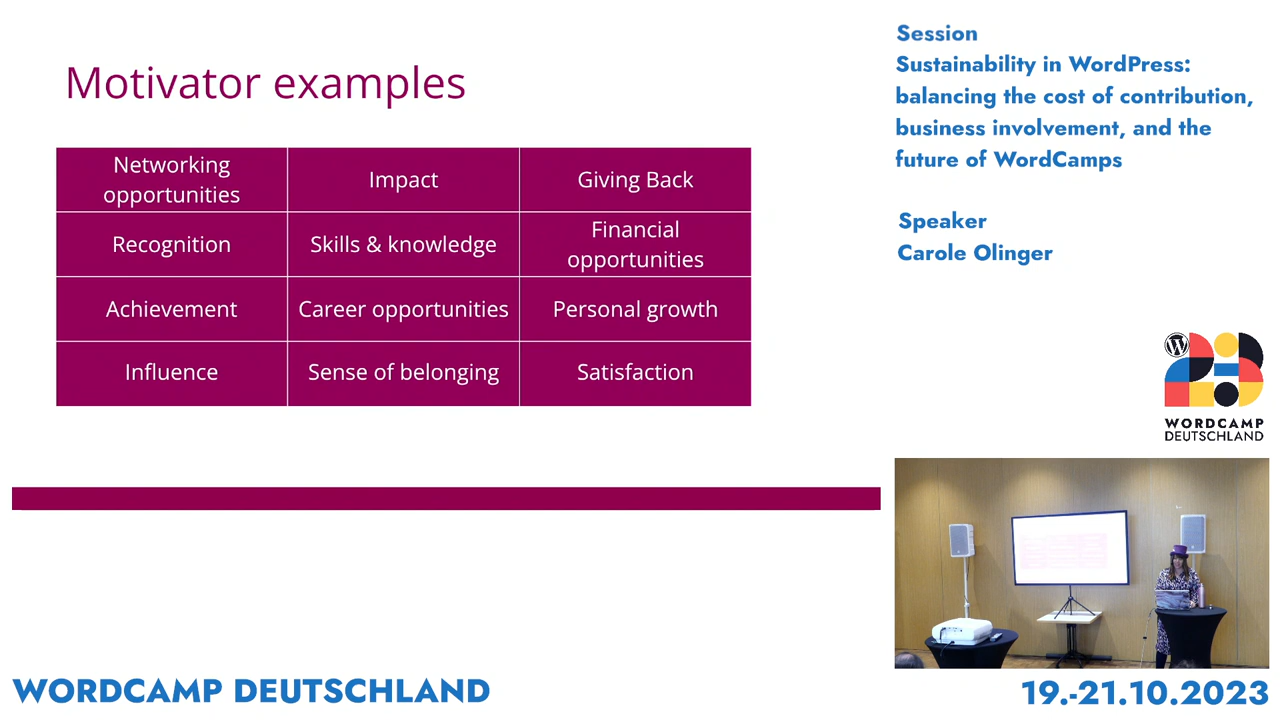 Motivator examples
Networking
opportunities
Impact
Giving Back
Recognition
Skills & knowledge
Financial
opportunities
Achievement
Career opportunities
Personal growth
Influence
Sense of belonging
Satisfaction
Session
Sustainability in WordPress:
balancing the cost of contribution,
business involvement, and the
future of WordCamps
Speaker
Carole Olinger
W
WORDCAMP
DEUTSCHLAND
WORDCAMP DEUTSCHLAND
19.-21.10.2023